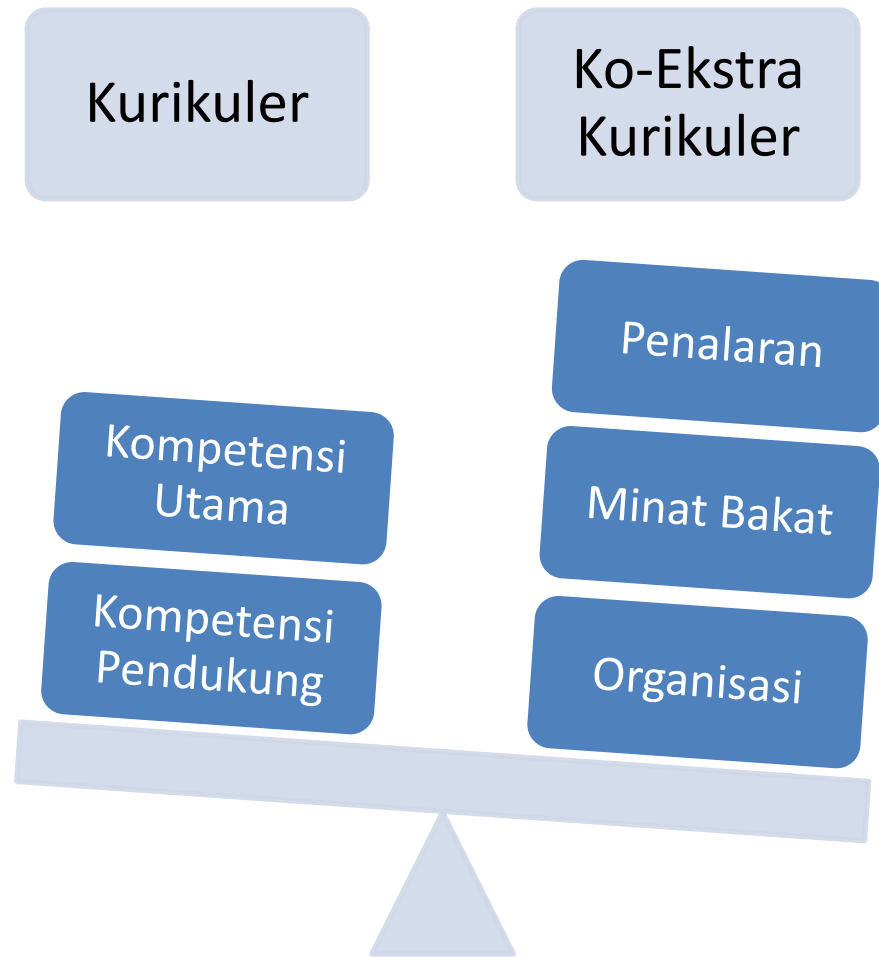 Kurikuler
Ko-Ekstra
Kurikuler
Kompetensi
Utama
Kompetensi
Pendukung
Penalaran
Minat Bakat
Organisasi